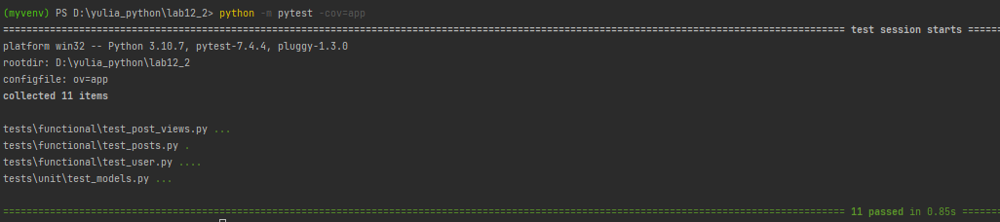 (myvenv) PS D:\yulia_python\lab12_2> python -m pytest -cov=app
=== test session starts ===
platform win32 -- Python 3.10.7, pytest-7.4.4, pluggy-1.3.0
rootdir: D:\yulia_python\lab12_2
configfile: ov=app
collected 11 items
tests\functional\test_post_views.py ...
tests\functional\test_posts.py .
tests\functional\test_user.py ....
tests\unit\test_models.py ...
=== 11 passed in 0.85s ===